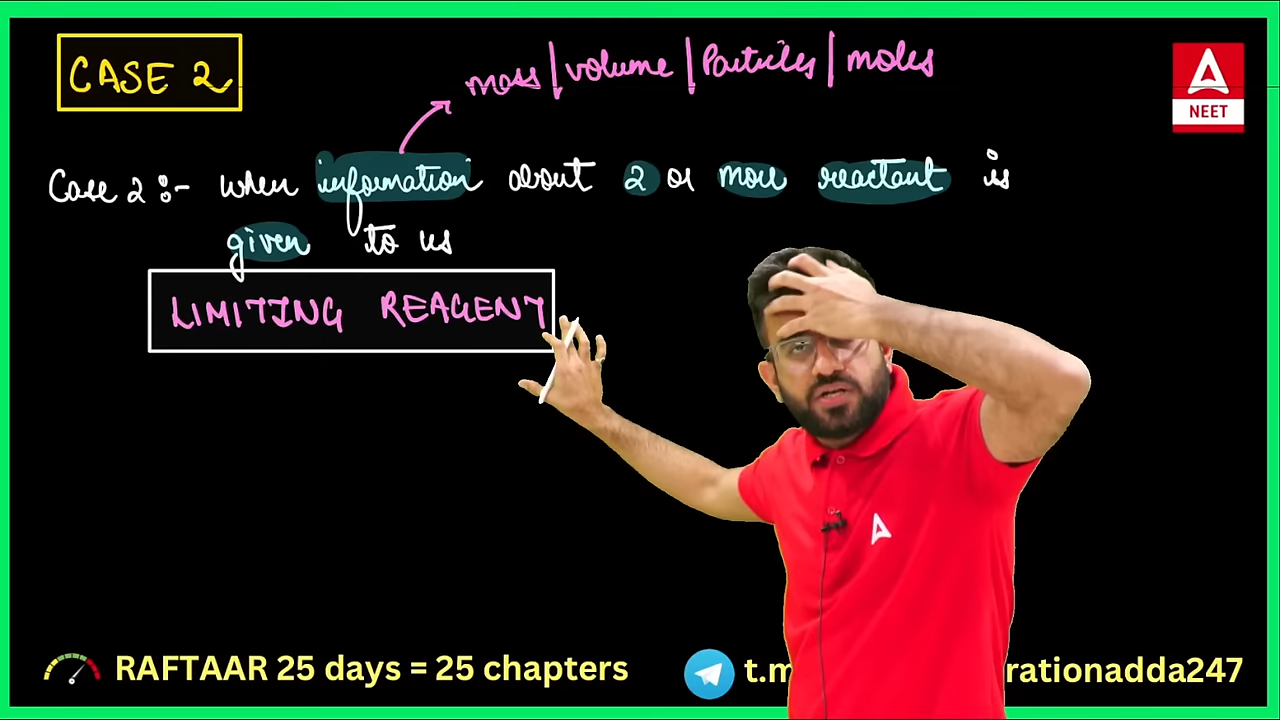 CASE 2
mass | volume | Particles | moles
NEET
Case 2 :- when information about 2 or more reactant is
given to us
LIMITING REAGENT
RAFTAAR 25 days = 25 chapters
t.m rationadda247